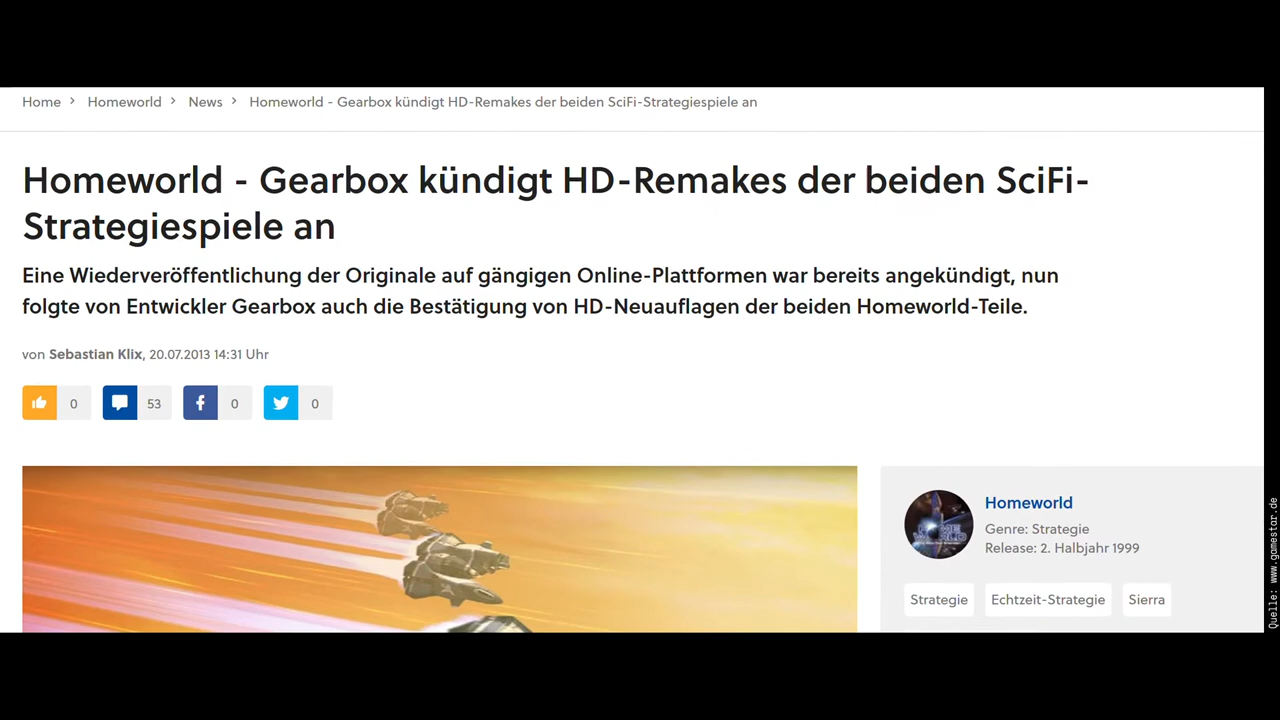 Home > Homeworld > News > Homeworld - Gearbox kündigt HD-Remakes der beiden SciFi-Strategiespiele an
Homeworld - Gearbox kündigt HD-Remakes der beiden SciFi-
Strategiespiele an
Eine Wiederveröffentlichung der Originale auf gängigen Online-Plattformen war bereits angekündigt, nun
folgte von Entwickler Gearbox auch die Bestätigung von HD-Neuauflagen der beiden Homeworld-Teile.
von Sebastian Klix, 20.07.2013 14:31 Uhr
0 53 0 0
Homeworld
Genre: Strategie
Release: 2. Halbjahr 1999
Strategie Echtzeit-Strategie Sierra
Quelle: www.gamestar.de